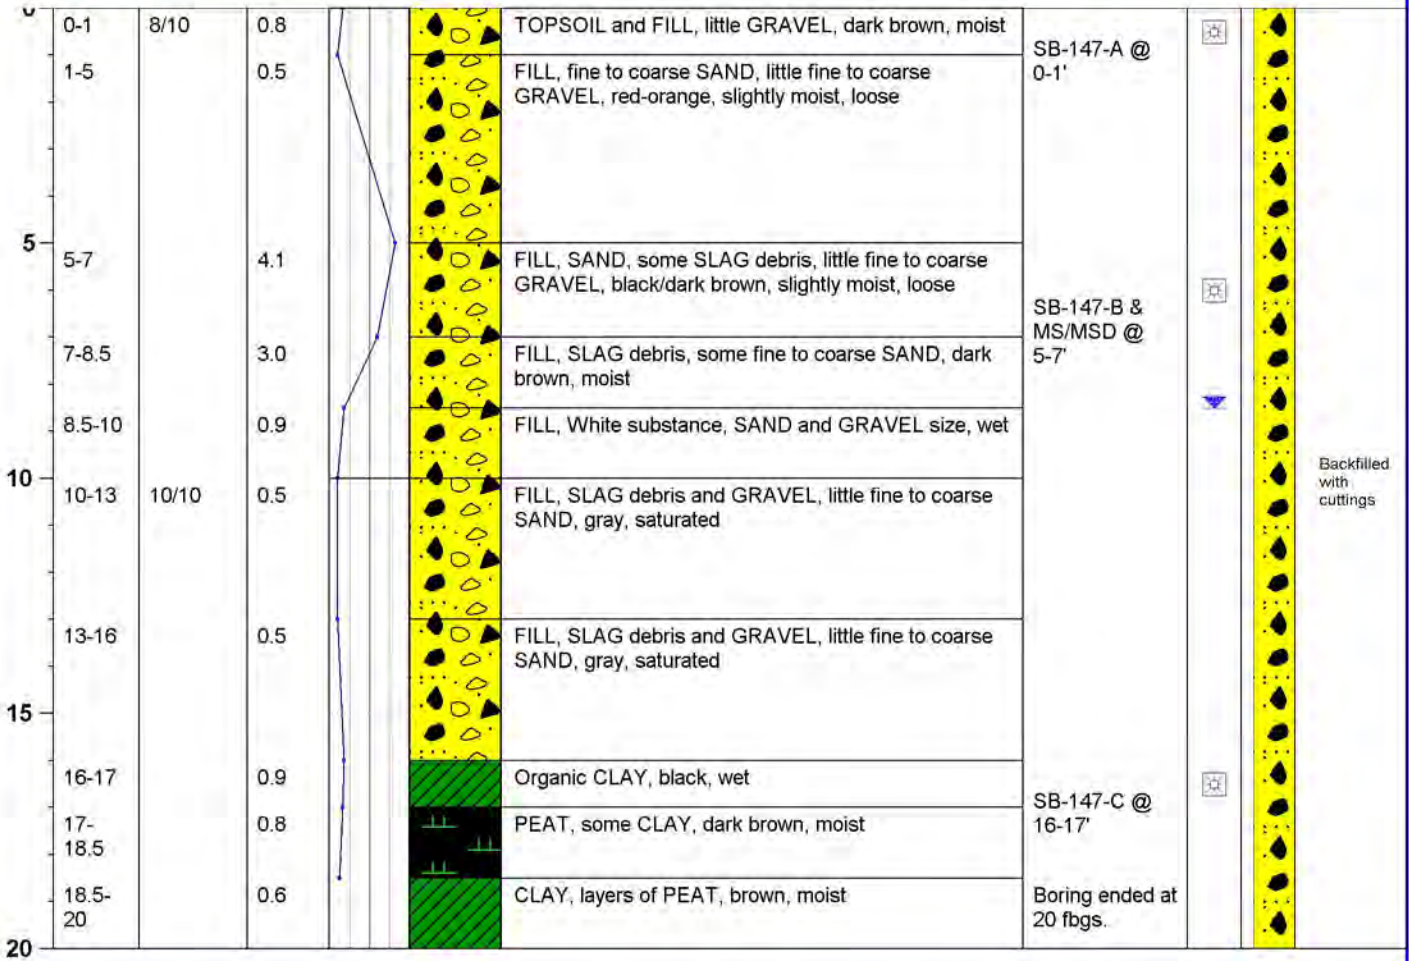 0
0-1 8/10 0.8 TOPSOIL and FILL, little GRAVEL, dark brown, moist
SB-147-A @
0-1'
1-5 0.5 FILL, fine to coarse SAND, little fine to coarse
GRAVEL, red-orange, slightly moist, loose
5
5-7 4.1 FILL, SAND, some SLAG debris, little fine to coarse
GRAVEL, black/dark brown, slightly moist, loose
SB-147-B &
MS/MSD @
5-7'
7-8.5 3.0 FILL, SLAG debris, some fine to coarse SAND, dark
brown, moist
8.5-10 0.9 FILL, White substance, SAND and GRAVEL size, wet
10
10-13 10/10 0.5 FILL, SLAG debris and GRAVEL, little fine to coarse
SAND, gray, saturated
Backfilled
with
cuttings
13-16 0.5 FILL, SLAG debris and GRAVEL, little fine to coarse
SAND, gray, saturated
15
16-17 0.9 Organic CLAY, black, wet
SB-147-C @
16-17'
17- 0.8 PEAT, some CLAY, dark brown, moist
18.5
18.5- 0.6 CLAY, layers of PEAT, brown, moist
20
Boring ended at
20 fbgs.
20